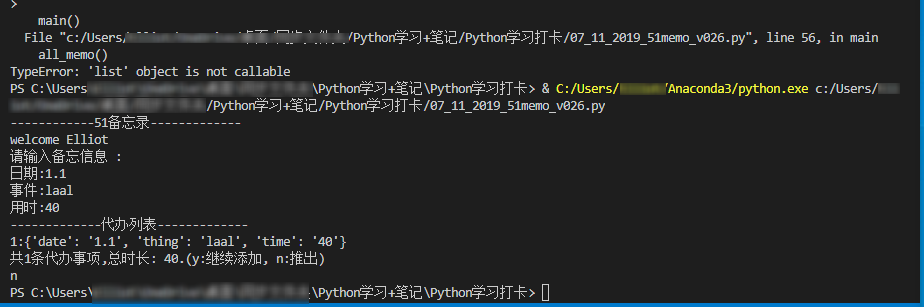 main()
File "c:/Users/ /Python学习+笔记/Python学习打卡/07_11_2019_51memo_v026.py", line 56, in main
all_memo()
TypeError: 'list' object is not callable
PS C:\Users \Python学习+笔记\Python学习打卡> & C:/Users/ /Anaconda3/python.exe c:/Users/
/Python学习+笔记/Python学习打卡/07_11_2019_51memo_v026.py
------------51备忘录-------------
welcome Elliot
请输入备忘信息 :
日期:1.1
事件:laal
用时:40
-------------代办列表-------------
1:{'date': '1.1', 'thing': 'laal', 'time': '40'}
共1条代办事项,总时长: 40.(y:继续添加, n:推出)
n
PS C:\Users\ \Python学习+笔记\Python学习打卡>